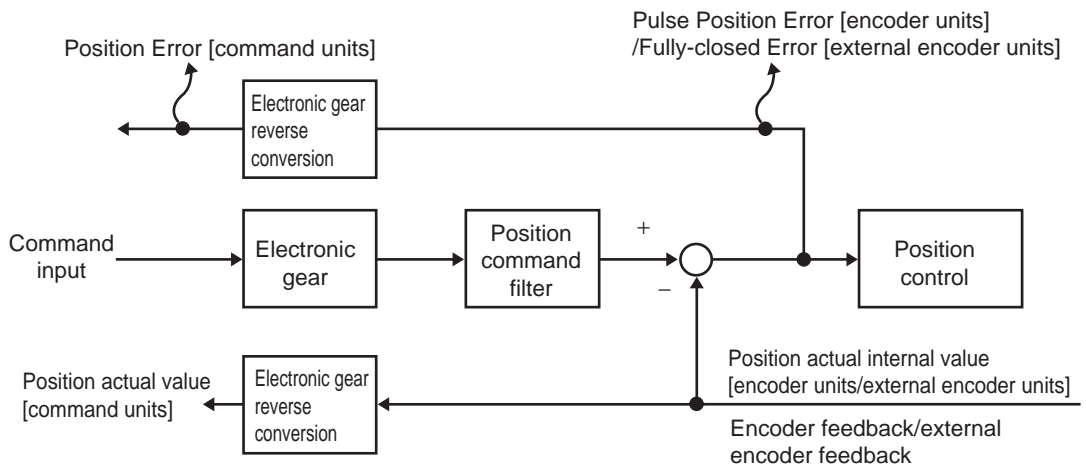 Position Error [command units]
Pulse Position Error [encoder units]
/Fully-closed Error [external encoder units]
Electronic gear
reverse
conversion
Command
input
Electronic
gear
Position
command
filter
+
−
Position
control
Position actual value
[command units]
Electronic gear
reverse
conversion
Position actual internal value
[encoder units/external encoder units]
Encoder feedback/external
encoder feedback